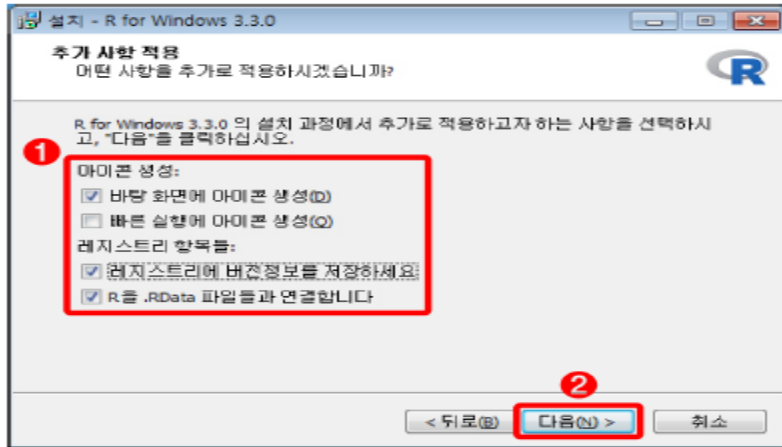 설치 - R for Windows 3.3.0
추가 사항 적용
어떤 사항을 추가로 적용하시겠습니까?
R
R for Windows 3.3.0 의 설치 과정에서 추가로 적용하고자 하는 사항을 선택하시
고, "다음"을 클릭하십시오.
1
아이콘 생성:
바탕 화면에 아이콘 생성(D)
빠른 실행에 아이콘 생성(Q)
레지스트리 항목들:
레지스트리에 버전정보를 저장하세요
R을 .RData 파일들과 연결합니다
2
< 뒤로(B)
다음(N) >
취소